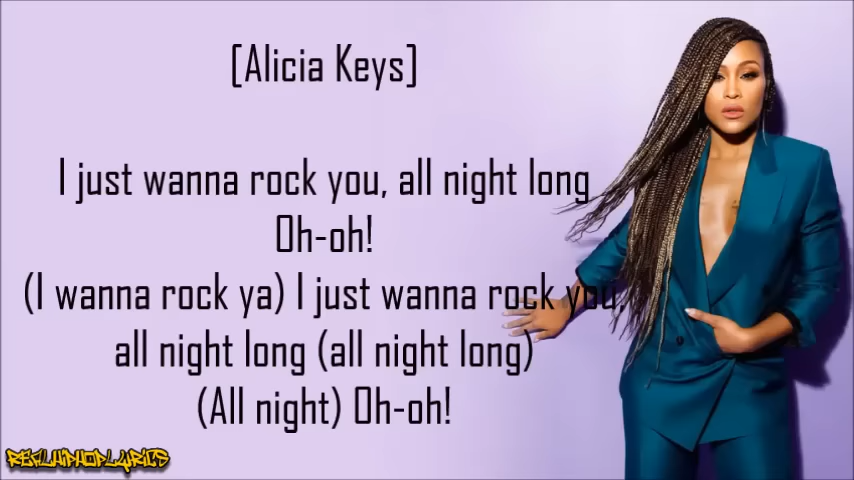 [Alicia Keys]
I just wanna rock you, all night long
Oh-oh!
(I wanna rock ya) I just wanna rock you,
all night long (all night long)
(All night) Oh-oh!
REFLHIPHOPLYRICS